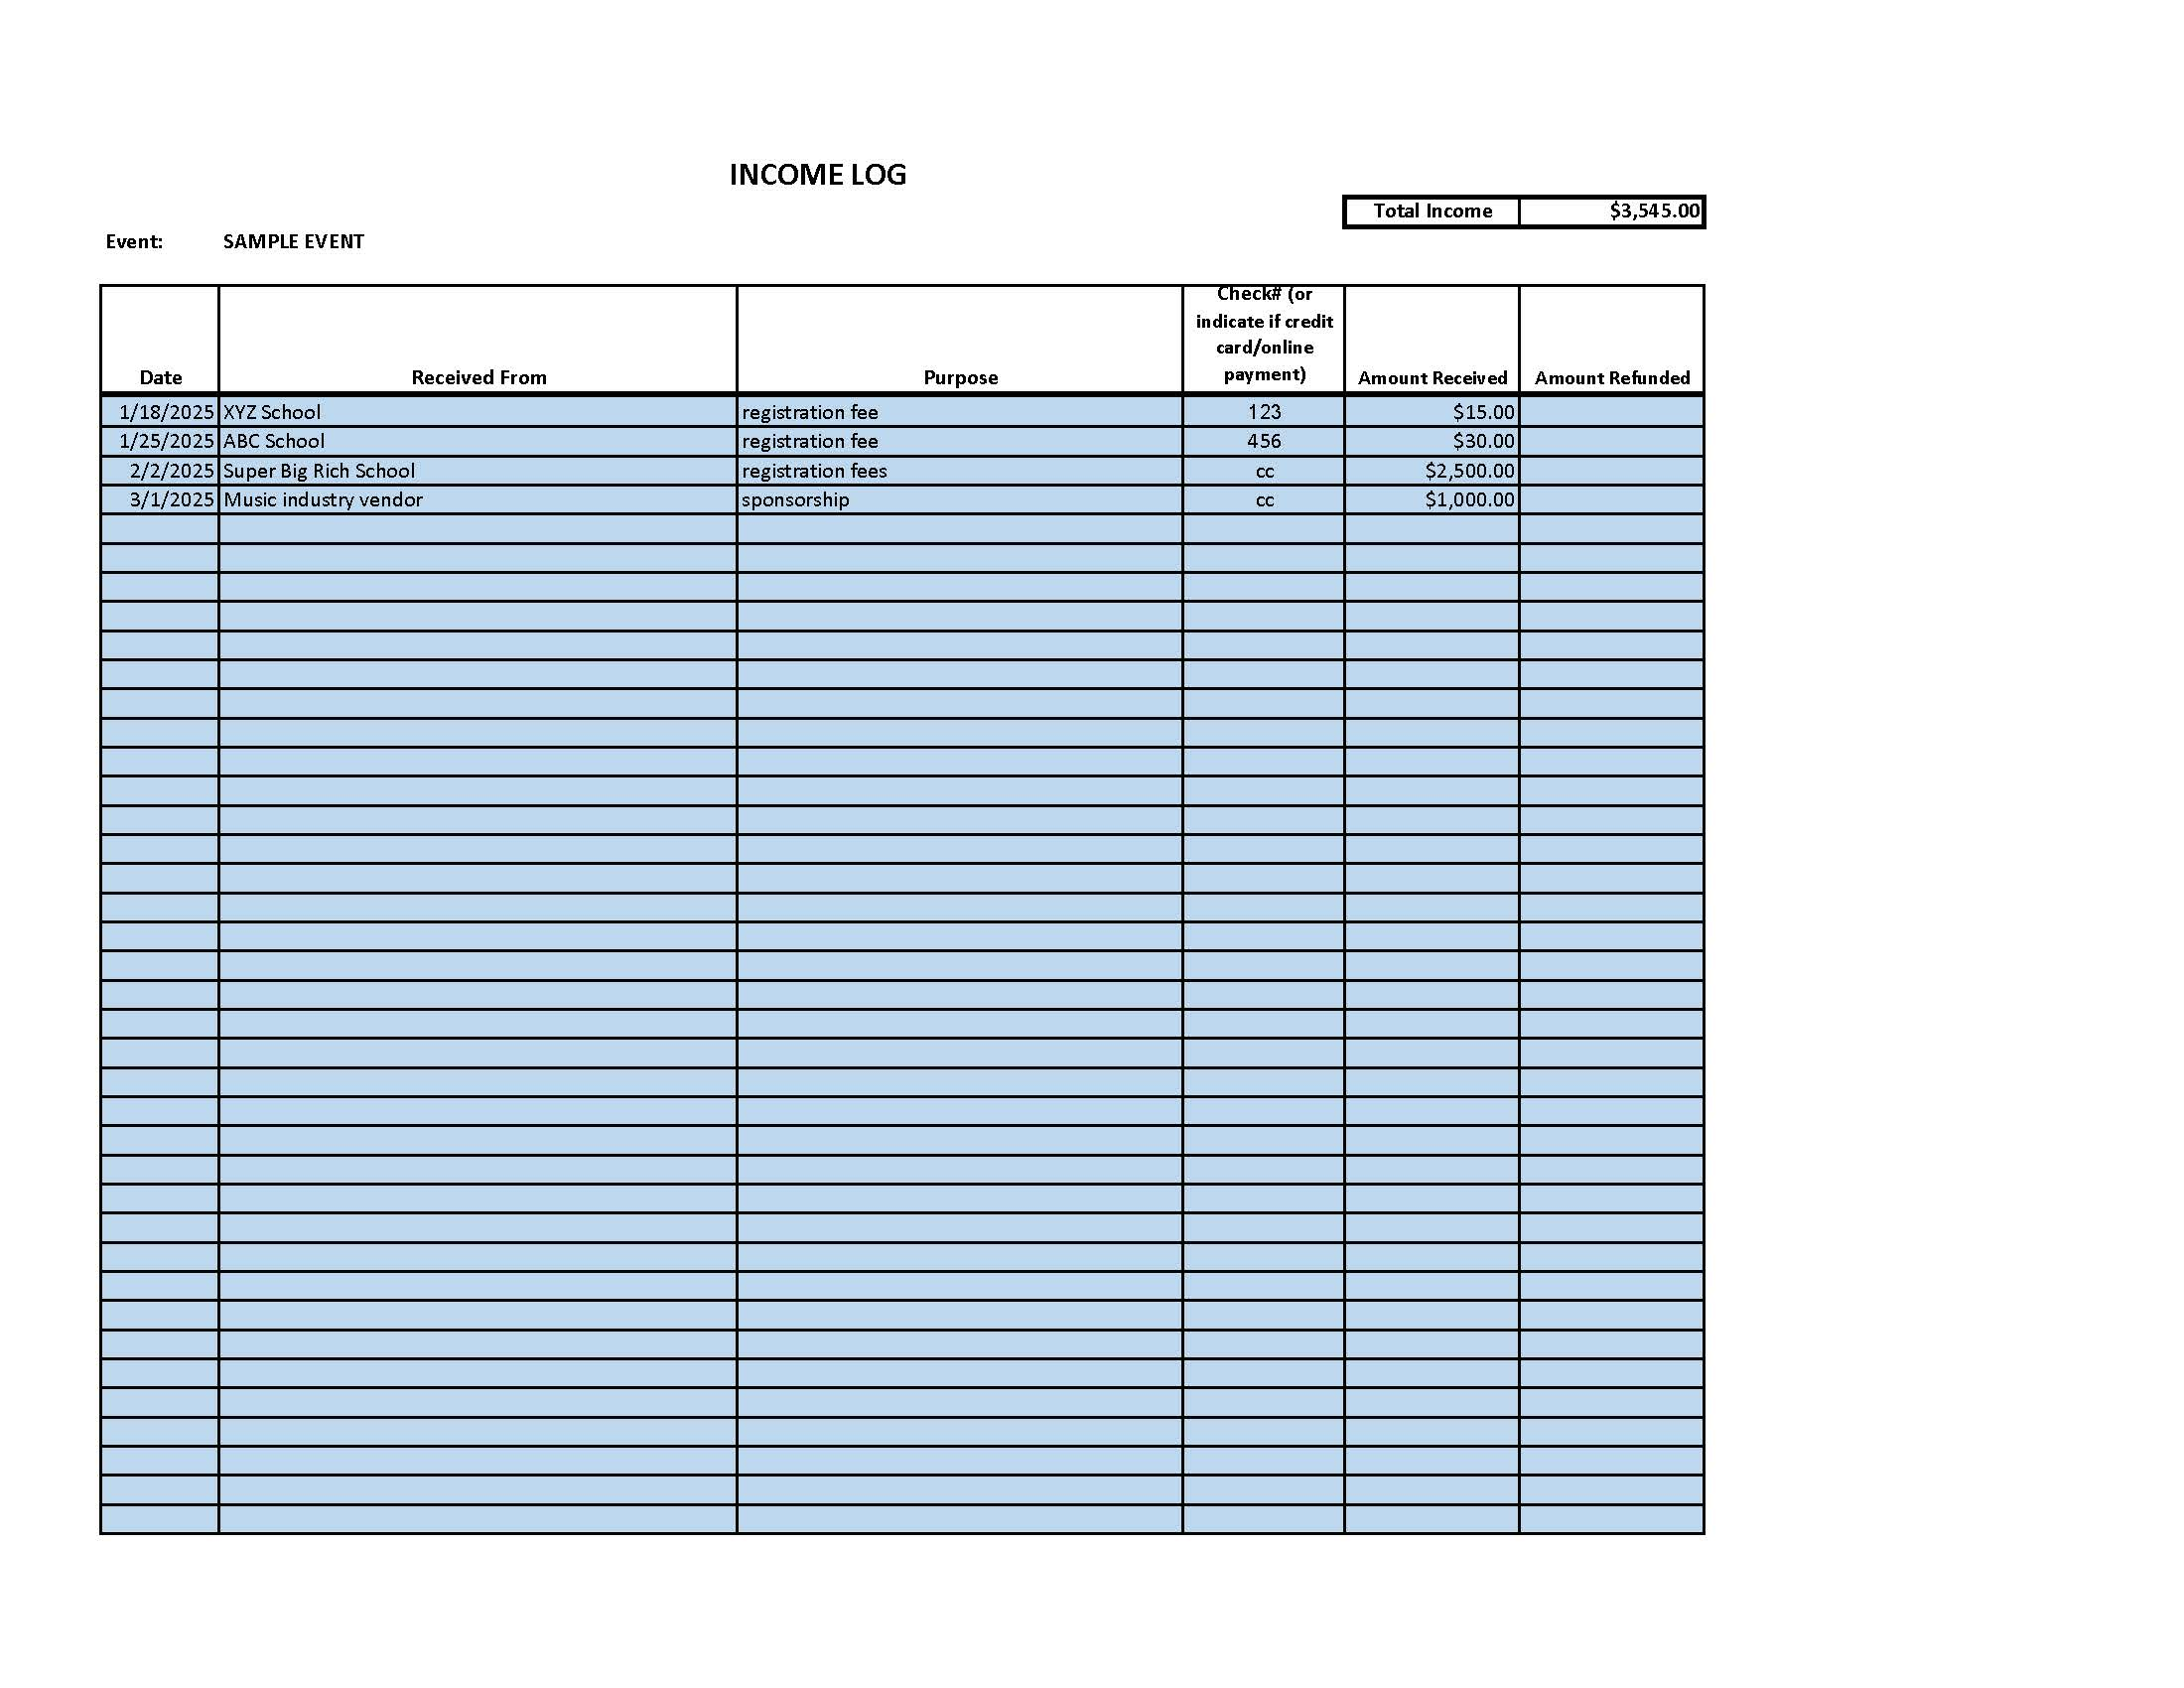 INCOME LOG
Total Income $3,545.00
Event: SAMPLE EVENT
Date Received From Purpose Check# (or indicate if credit card/online payment) Amount Received Amount Refunded
1/18/2025 XYZ School registration fee 123 $15.00
1/25/2025 ABC School registration fee 456 $30.00
2/2/2025 Super Big Rich School registration fees cc $2,500.00
3/1/2025 Music industry vendor sponsorship cc $1,000.00